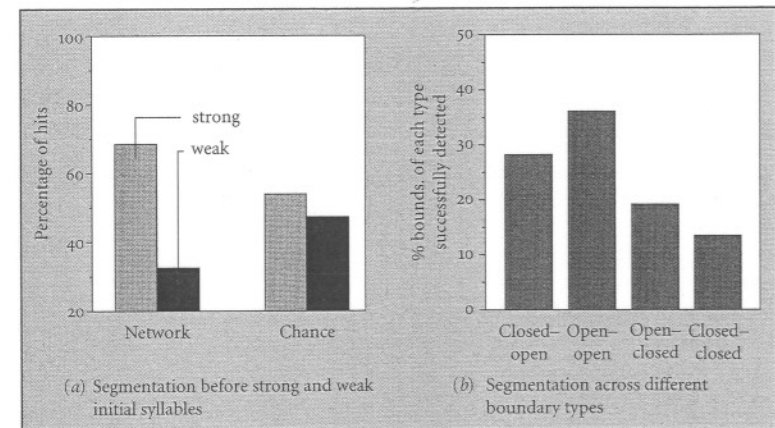 100
80
60
40
20
Percentage of hits
strong
weak
Network Chance
(a) Segmentation before strong and weak
initial syllables
50
40
30
20
10
0
% bounds. of each type
successfully detected
Closed– Open– Open– Closed–
open open closed closed
(b) Segmentation across different
boundary types